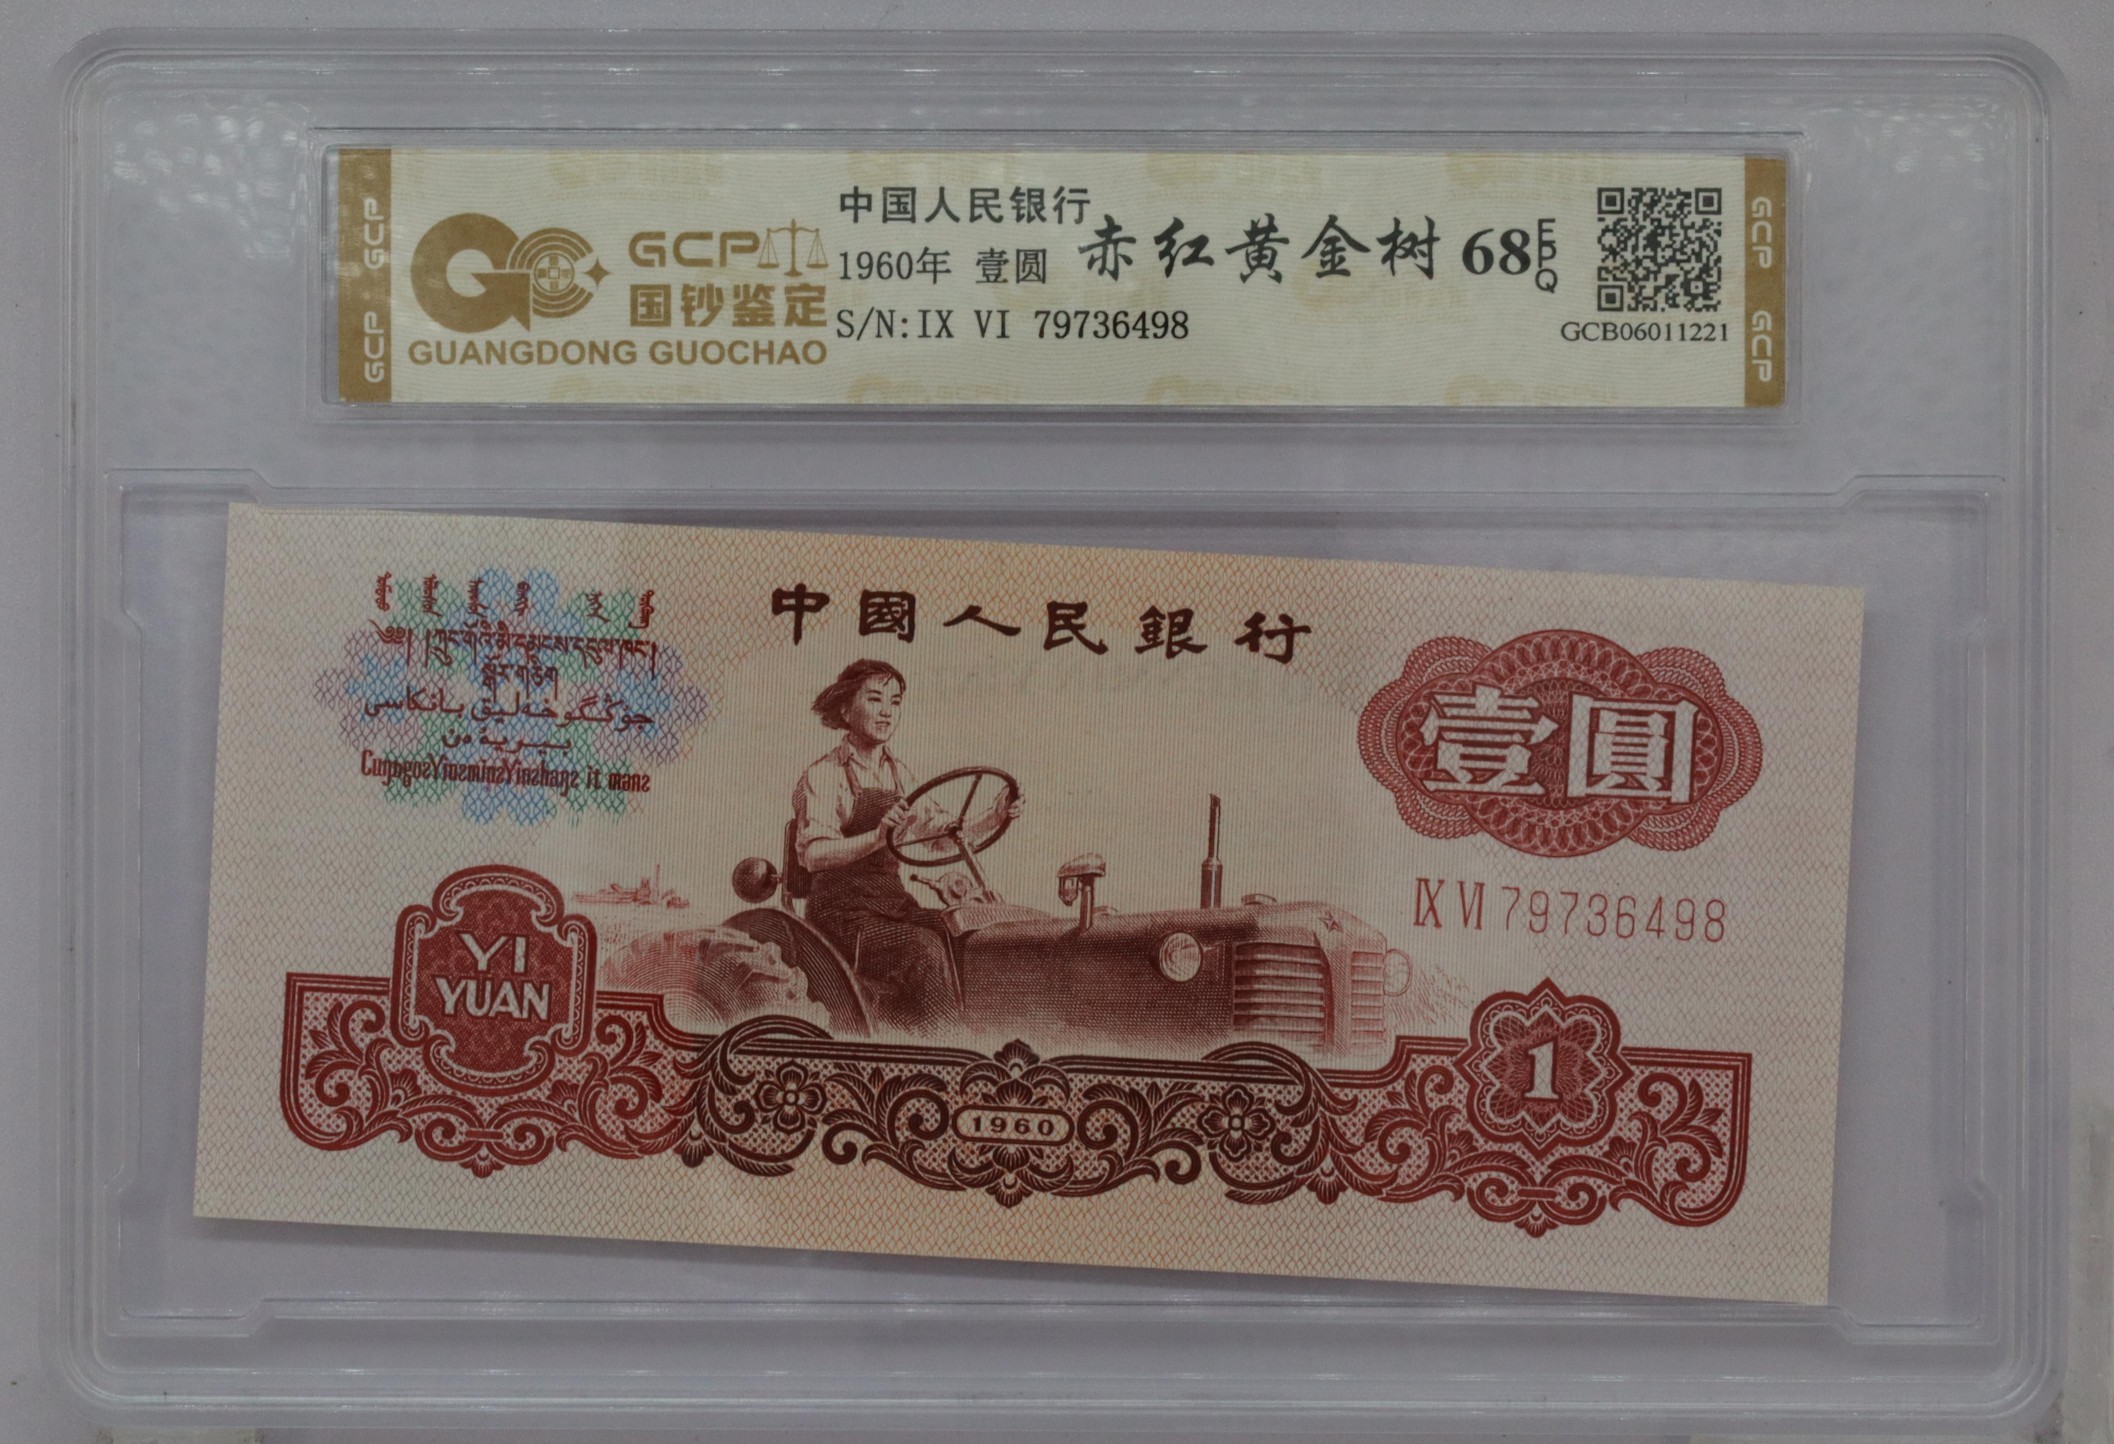 GCP · GCP
GCP
国钞鉴定
GUANGDONG GUOCHAO
中国人民银行
1960年 壹圆
S/N:IX VI 79736498
赤红黄金树 68 EPQ
GCB06011221
GCP GCP
中國人民銀行
壹圓
IX VI 79736498
YI
YUAN
1960
1